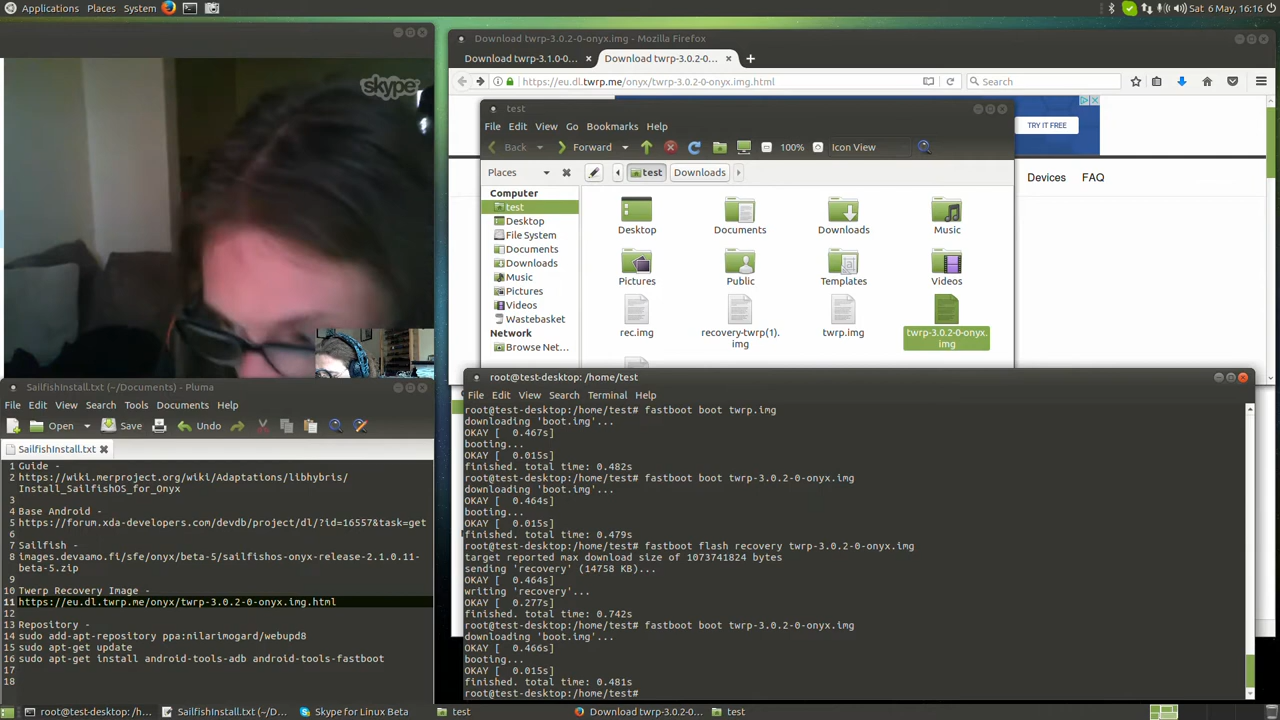 Applications Places System
Sat 6 May, 16:16
skype
Download twrp-3.0.2-0-onyx.img - Mozilla Firefox
Download twrp-3.1.0-0-... Download twrp-3.0.2-0...
https://eu.dl.twrp.me/onyx/twrp-3.0.2-0-onyx.img.html
Search
TRY IT FREE
Devices FAQ
test
File Edit View Go Bookmarks Help
Back Forward 100% Icon View
Places test Downloads
Computer
test
Desktop
File System
Documents
Downloads
Music
Pictures
Videos
Wastebasket
Network
Browse Net...
Desktop Documents Downloads Music
Pictures Public Templates Videos
rec.img recovery-twrp(1).img twrp.img twrp-3.0.2-0-onyx.img
SailfishInstall.txt (~/Documents) - Pluma
File Edit View Search Tools Documents Help
Open Save Undo
SailfishInstall.txt
1 Guide -
2 https://wiki.merproject.org/wiki/Adaptations/libhybris/
Install_SailfishOS_for_Onyx
3
4 Base Android -
5 https://forum.xda-developers.com/devdb/project/dl/?id=16557&task=get
6
7 Sailfish -
8 images.devaamo.fi/sfe/onyx/beta-5/sailfishos-onyx-release-2.1.0.11-
beta-5.zip
9
10 Twerp Recovery Image -
11 https://eu.dl.twrp.me/onyx/twrp-3.0.2-0-onyx.img.html
12
13 Repository -
14 sudo add-apt-repository ppa:nilarimogard/webupd8
15 sudo apt-get update
16 sudo apt-get install android-tools-adb android-tools-fastboot
17
18
root@test-desktop: /home/test
File Edit View Search Terminal Help
root@test-desktop:/home/test# fastboot boot twrp.img
downloading 'boot.img'...
OKAY [  0.467s]
booting...
OKAY [  0.015s]
finished. total time: 0.482s
root@test-desktop:/home/test# fastboot boot twrp-3.0.2-0-onyx.img
downloading 'boot.img'...
OKAY [  0.464s]
booting...
OKAY [  0.015s]
finished. total time: 0.479s
root@test-desktop:/home/test# fastboot flash recovery twrp-3.0.2-0-onyx.img
target reported max download size of 1073741824 bytes
sending 'recovery' (14758 KB)...
OKAY [  0.464s]
writing 'recovery'...
OKAY [  0.277s]
finished. total time: 0.742s
root@test-desktop:/home/test# fastboot boot twrp-3.0.2-0-onyx.img
downloading 'boot.img'...
OKAY [  0.466s]
booting...
OKAY [  0.015s]
finished. total time: 0.481s
root@test-desktop:/home/test#
root@test-desktop: /h... SailfishInstall.txt (~/D... Skype for Linux Beta test Download twrp-3.0.2-0... test